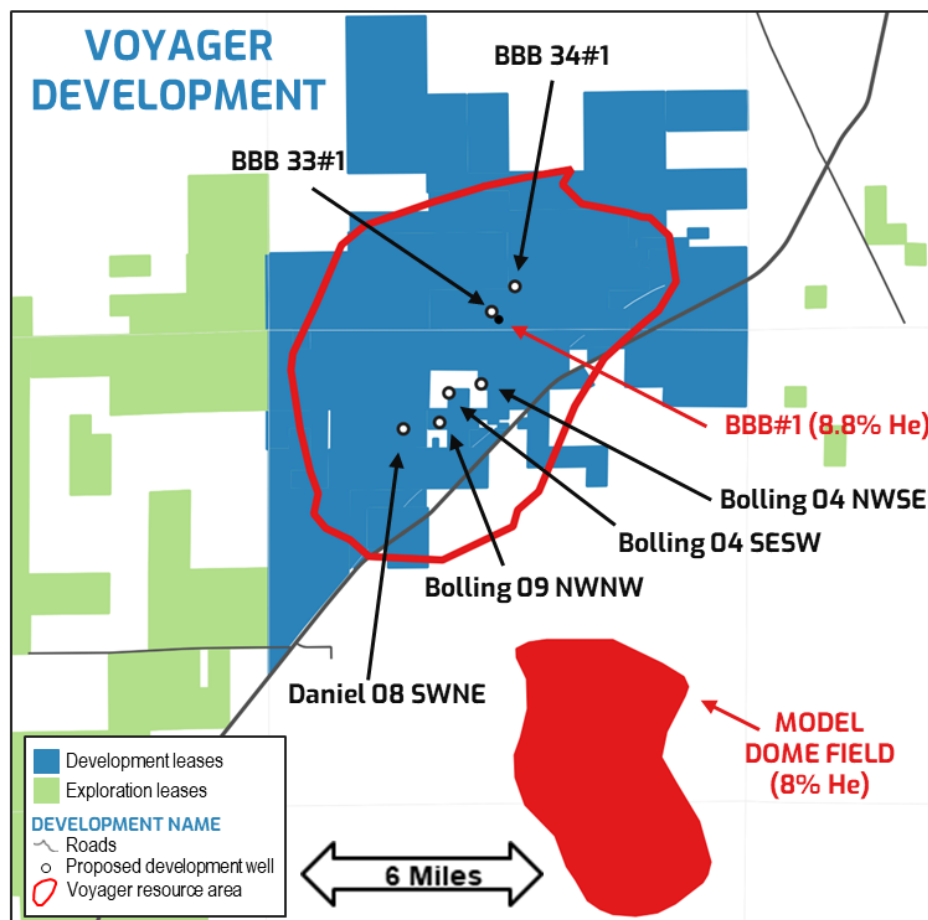 VOYAGER
DEVELOPMENT
BBB 34#1
BBB 33#1
BBB#1 (8.8% He)
Bolling 04 NWSE
Bolling 04 SESW
Bolling 09 NWNW
Daniel 08 SWNE
MODEL
DOME FIELD
(8% He)
Development leases
Exploration leases
DEVELOPMENT NAME
Roads
Proposed development well
Voyager resource area
6 Miles